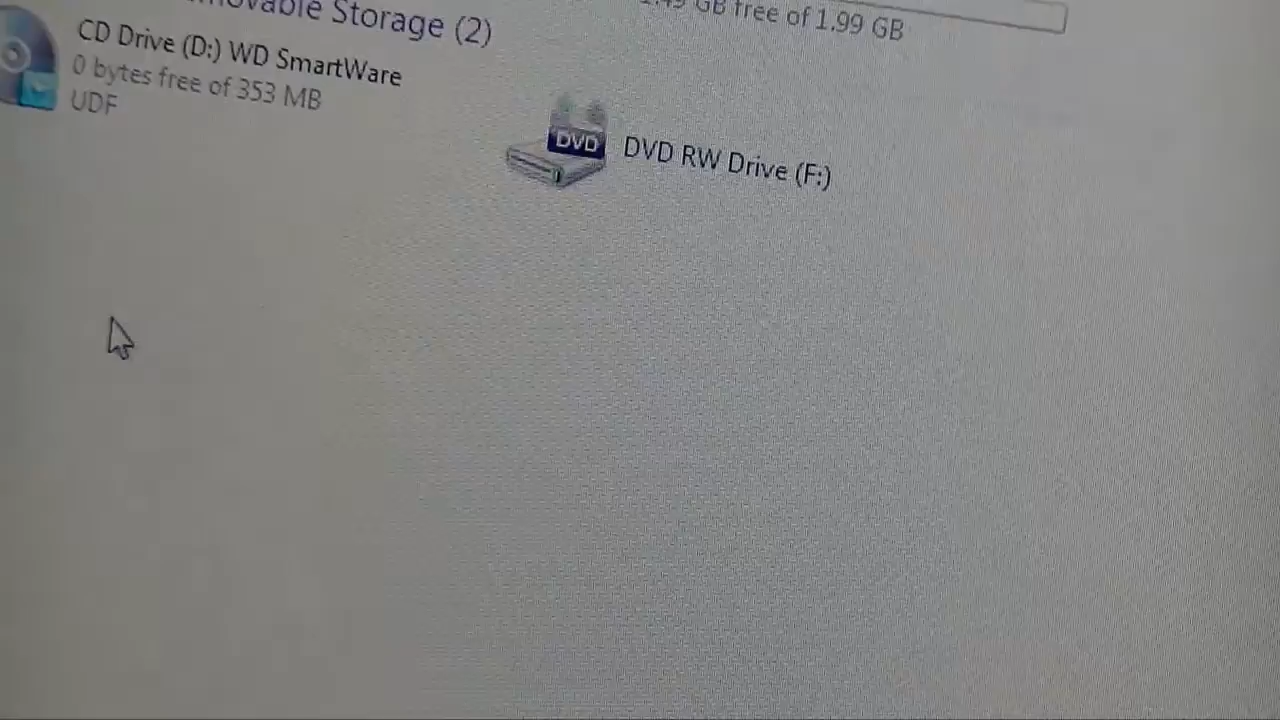 Storage (2)
GB free of 1.99 GB
CD Drive (D:) WD SmartWare
0 bytes free of 353 MB
UDF
DVD
DVD RW Drive (F:)